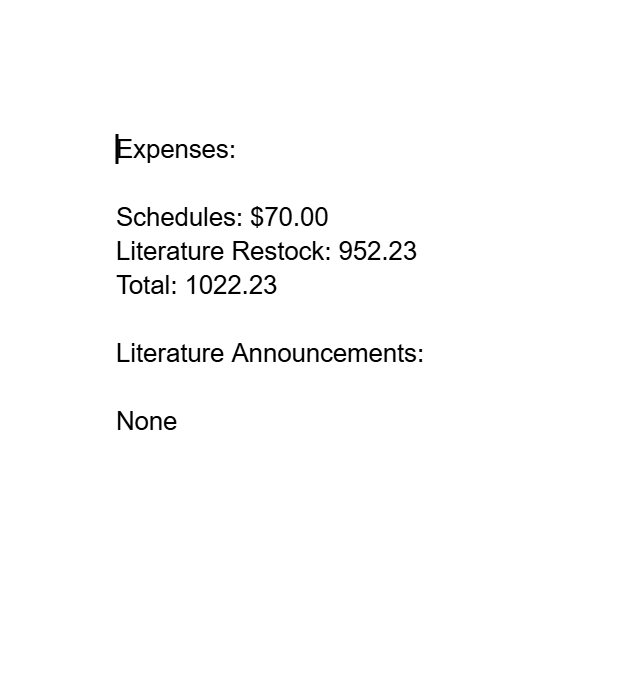 Expenses:
Schedules: $70.00
Literature Restock: 952.23
Total: 1022.23
Literature Announcements:
None